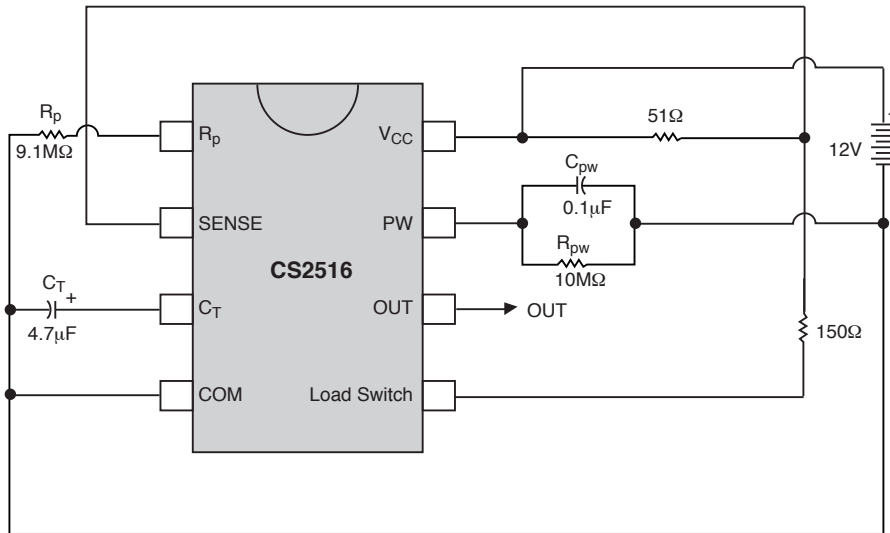 R_p
9.1MΩ
R_p
V_CC
51Ω
+
12V
C_pw
0.1μF
SENSE
PW
R_pw
10MΩ
CS2516
C_T
+
4.7μF
C_T
OUT
OUT
150Ω
COM
Load Switch